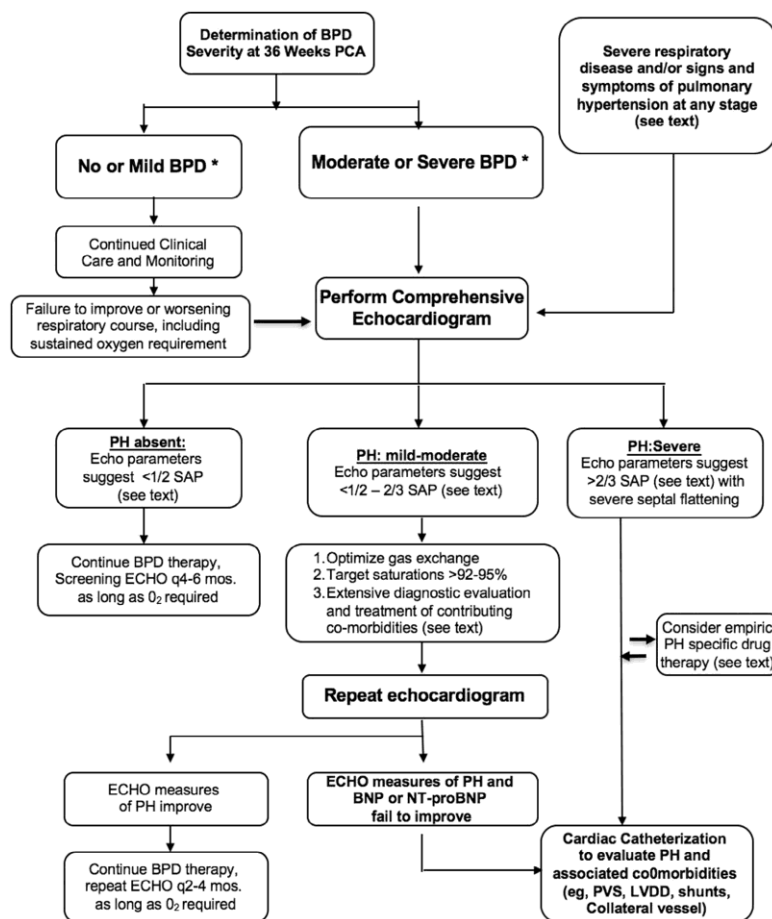 Determination of BPD
Severity at 36 Weeks PCA
Severe respiratory
disease and/or signs and
symptoms of pulmonary
hypertension at any stage
(see text)
No or Mild BPD *
Moderate or Severe BPD *
Continued Clinical
Care and Monitoring
Failure to improve or worsening
respiratory course, including
sustained oxygen requirement
Perform Comprehensive
Echocardiogram
PH absent:
Echo parameters
suggest <1/2 SAP
(see text)
PH: mild-moderate
Echo parameters suggest
<1/2 – 2/3 SAP (see text)
PH:Severe
Echo parameters suggest
>2/3 SAP (see text) with
severe septal flattening
Continue BPD therapy,
Screening ECHO q4-6 mos.
as long as 0₂ required
1. Optimize gas exchange
2. Target saturations >92-95%
3. Extensive diagnostic evaluation
and treatment of contributing
co-morbidities (see text)
Consider empiric
PH specific drug
therapy (see text)
Repeat echocardiogram
ECHO measures
of PH improve
ECHO measures of PH and
BNP or NT-proBNP
fail to improve
Continue BPD therapy,
repeat ECHO q2-4 mos.
as long as 0₂ required
Cardiac Catheterization
to evaluate PH and
associated co0morbidities
(eg, PVS, LVDD, shunts,
Collateral vessel)